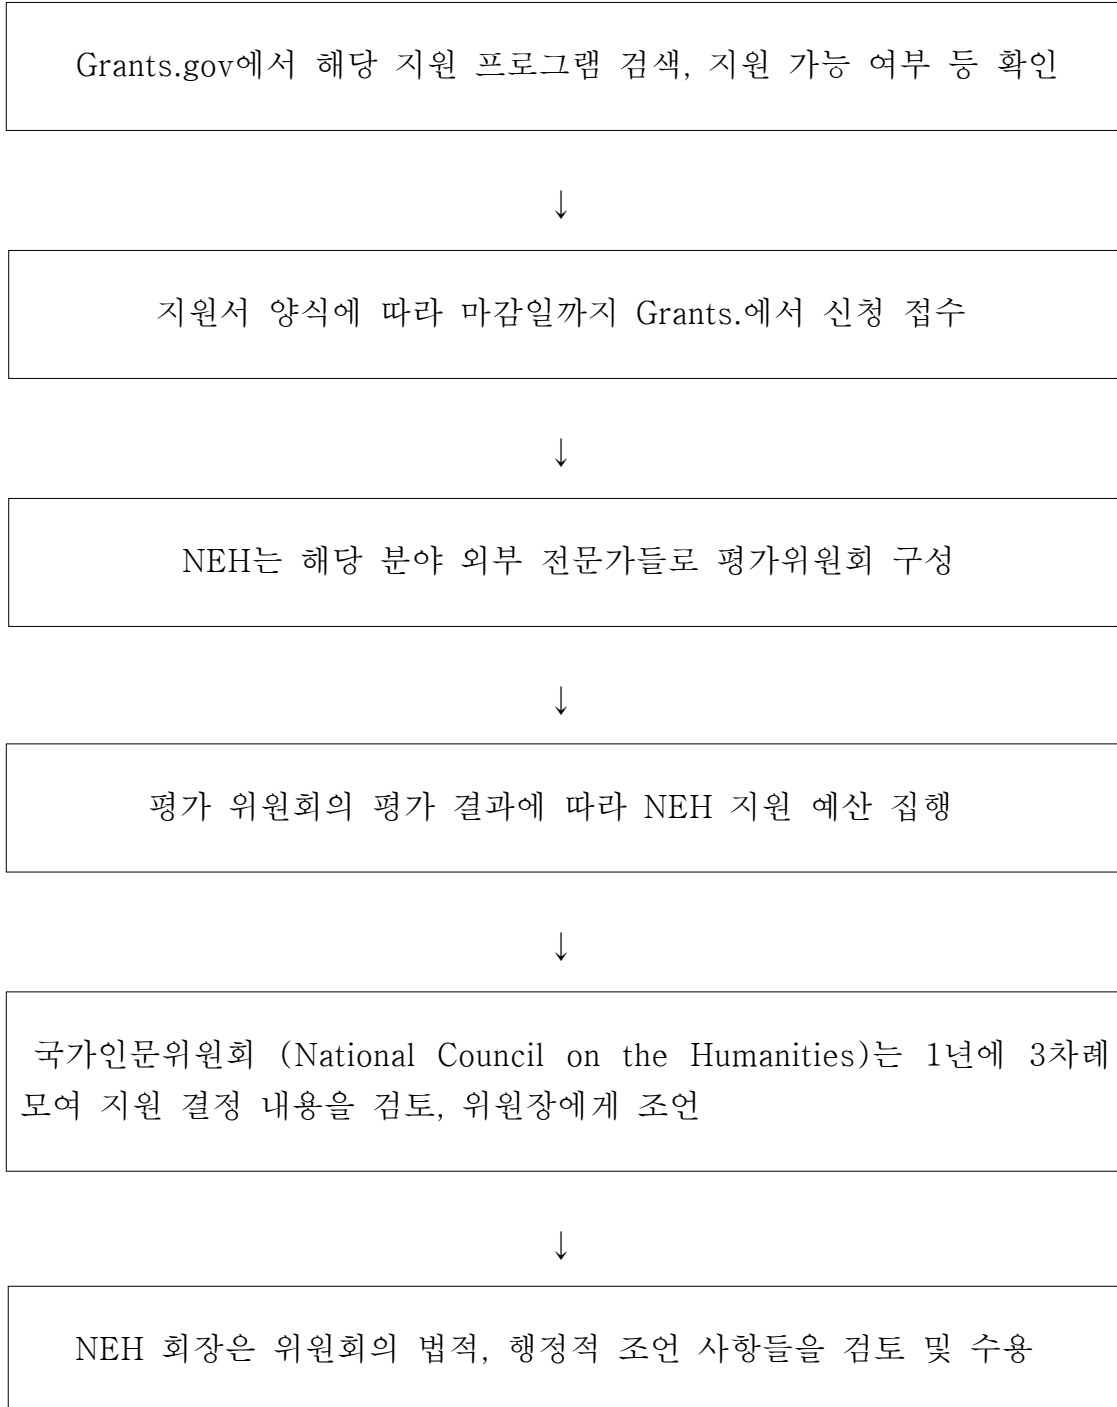 Grants.gov에서 해당 지원 프로그램 검색, 지원 가능 여부 등 확인
↓
지원서 양식에 따라 마감일까지 Grants.에서 신청 접수
↓
NEH는 해당 분야 외부 전문가들로 평가위원회 구성
↓
평가 위원회의 평가 결과에 따라 NEH 지원 예산 집행
↓
국가인문위원회 (National Council on the Humanities)는 1년에 3차례
모여 지원 결정 내용을 검토, 위원장에게 조언
↓
NEH 회장은 위원회의 법적, 행정적 조언 사항들을 검토 및 수용